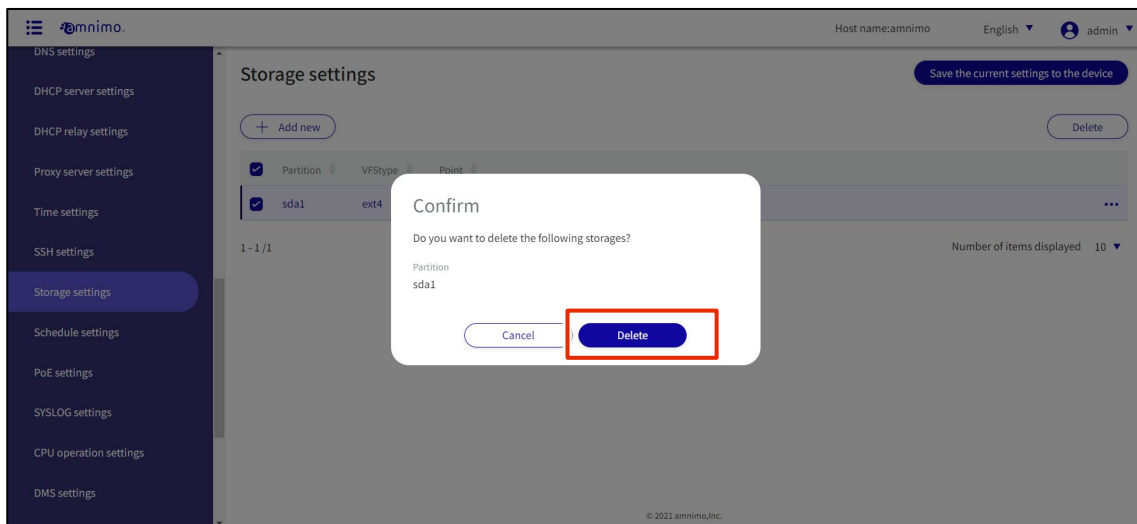 amnimo. Host name:amnimo English admin
DNS settings
DHCP server settings
DHCP relay settings
Proxy server settings
Time settings
SSH settings
Storage settings
Schedule settings
PoE settings
SYSLOG settings
CPU operation settings
DMS settings
Storage settings
Save the current settings to the device
+ Add new
Delete
Partition VFStype Point
sda1 ext4
1 - 1 /1
Number of items displayed 10
Confirm
Do you want to delete the following storages?
Partition
sda1
Cancel Delete
© 2021 amnimo,Inc.